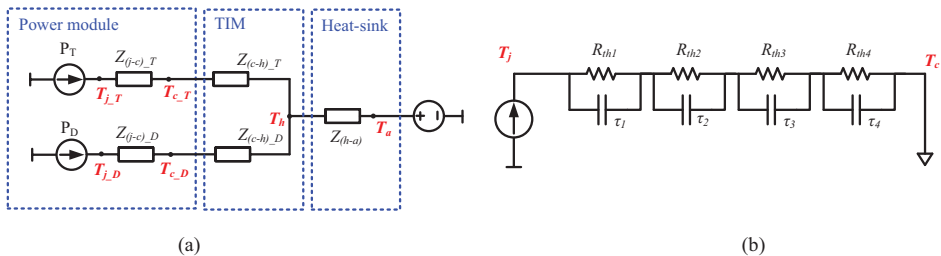 Power module TIM Heat-sink
P_T Z_(j-c)_T Z_(c-h)_T
T_j_T T_c_T
P_D Z_(j-c)_D T_h Z_(c-h)_D Z_(h-a) T_a + -
T_j_D T_c_D
(a)
R_th1 R_th2 R_th3 R_th4
T_j T_c
τ_1 τ_2 τ_3 τ_4
(b)